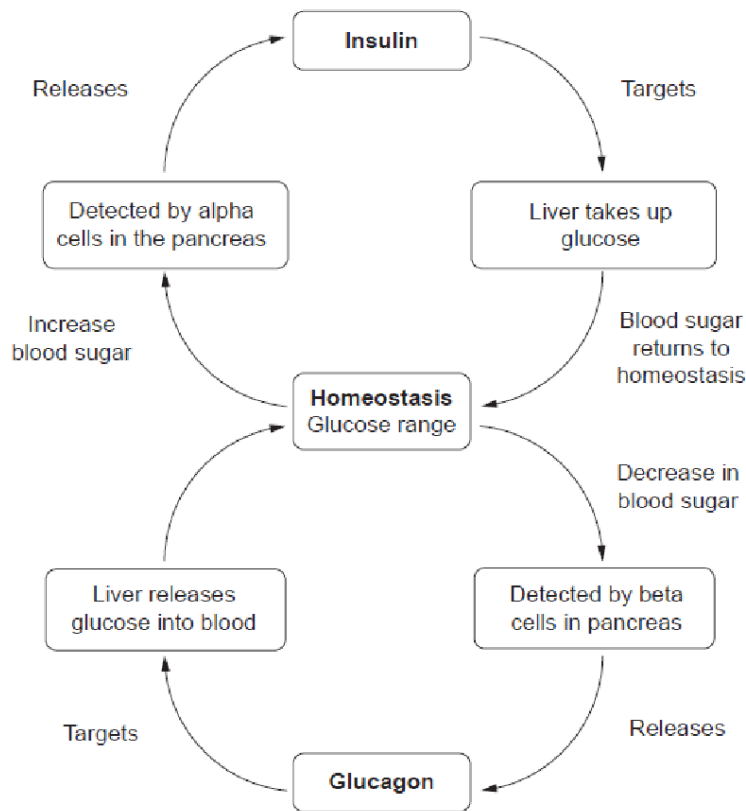 Insulin
Releases
Targets
Detected by alpha
cells in the pancreas
Liver takes up
glucose
Increase
blood sugar
Blood sugar
returns to
homeostasis
Homeostasis
Glucose range
Decrease in
blood sugar
Liver releases
glucose into blood
Detected by beta
cells in pancreas
Targets
Releases
Glucagon